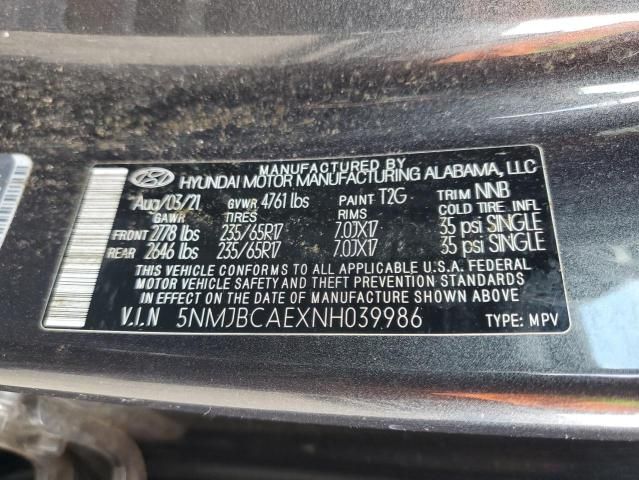 MANUFACTURED BY
HYUNDAI MOTOR MANUFACTURING ALABAMA, LLC
Aug/03/21 GVWR 4761 lbs PAINT T2G TRIM NNB
GAWR TIRES RIMS COLD TIRE INFL
FRONT 2778 lbs 235/65R17 7.0JX17 35 psi SINGLE
REAR 2646 lbs 235/65R17 7.0JX17 35 psi SINGLE
THIS VEHICLE CONFORMS TO ALL APPLICABLE U.S.A. FEDERAL
MOTOR VEHICLE SAFETY AND THEFT PREVENTION STANDARDS
IN EFFECT ON THE DATE OF MANUFACTURE SHOWN ABOVE.
V.I.N 5NMJBCAEXNH039986 TYPE: MPV